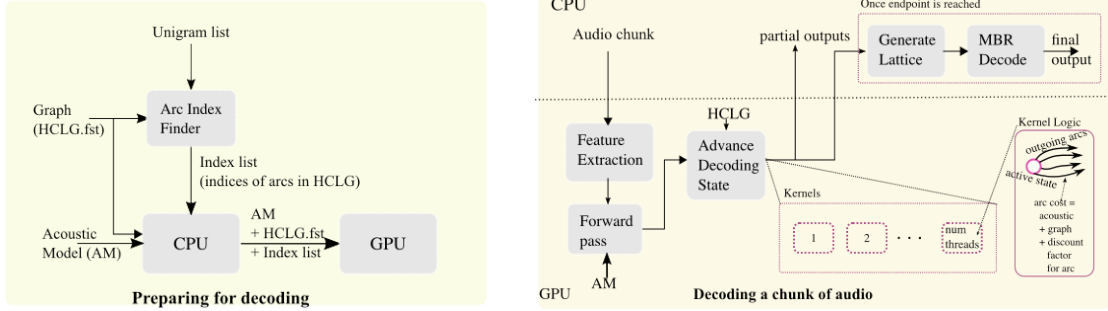 Unigram list
Graph
(HCLG.fst)
Arc Index
Finder
Index list
(indices of arcs in HCLG)
Acoustic
Model (AM)
CPU
AM
+ HCLG.fst
+ Index list
GPU
Preparing for decoding
CPU
Once endpoint is reached
Audio chunk
partial outputs
Generate
Lattice
MBR
Decode
final
output
HCLG
Feature
Extraction
Advance
Decoding
State
Kernel Logic
outgoing arcs
active state
Kernels
Forward
pass
1
2
. . .
num
threads
arc cost =
acoustic
+ graph
+ discount
factor
for arc
AM
GPU
Decoding a chunk of audio